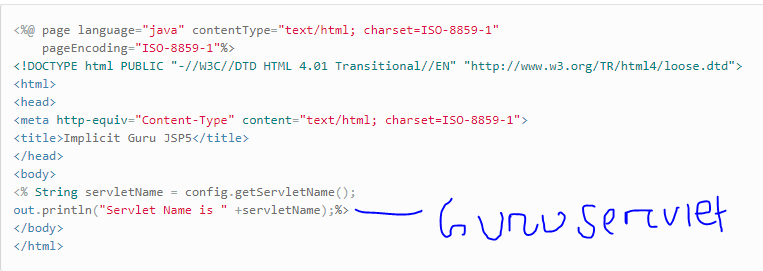 <%@ page language="java" contentType="text/html; charset=ISO-8859-1"
    pageEncoding="ISO-8859-1"%>
<!DOCTYPE html PUBLIC "-//W3C//DTD HTML 4.01 Transitional//EN" "http://www.w3.org/TR/html4/loose.dtd">
<html>
<head>
<meta http-equiv="Content-Type" content="text/html; charset=ISO-8859-1">
<title>Implicit Guru JSP5</title>
</head>
<body>
<% String servletName = config.getServletName();
out.println("Servlet Name is " +servletName);%> Guruservlet
</body>
</html>